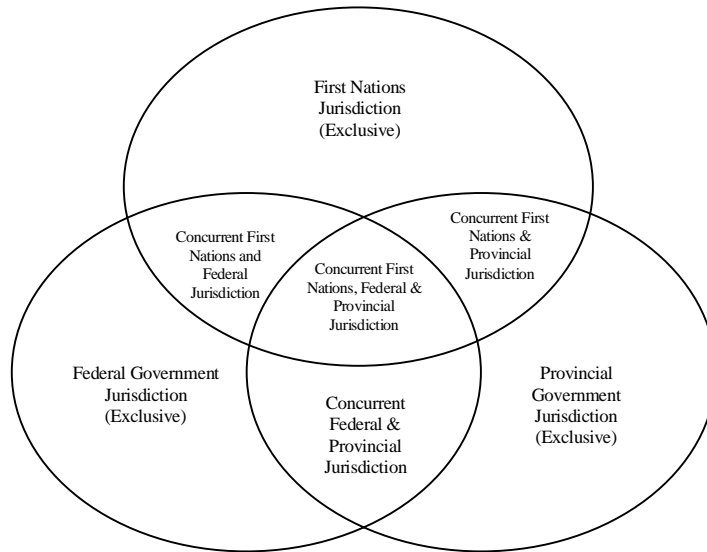 First Nations
Jurisdiction
(Exclusive)
Concurrent First
Nations and
Federal
Jurisdiction
Concurrent First
Nations, Federal &
Provincial
Jurisdiction
Concurrent First
Nations &
Provincial
Jurisdiction
Federal Government
Jurisdiction
(Exclusive)
Concurrent
Federal &
Provincial
Jurisdiction
Provincial
Government
Jurisdiction
(Exclusive)